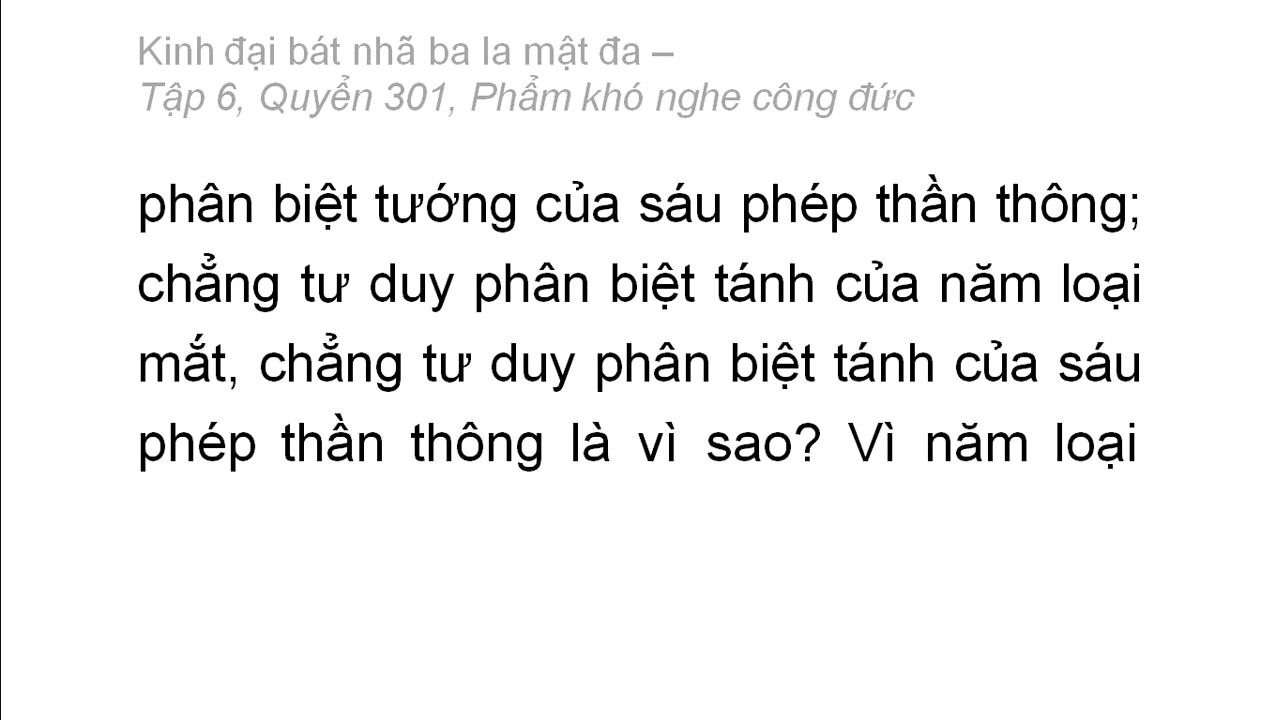 Kinh đại bát nhã ba la mật đa –
Tập 6, Quyển 301, Phẩm khó nghe công đức
phân biệt tướng của sáu phép thần thông;
chẳng tư duy phân biệt tánh của năm loại
mắt, chẳng tư duy phân biệt tánh của sáu
phép thần thông là vì sao? Vì năm loại